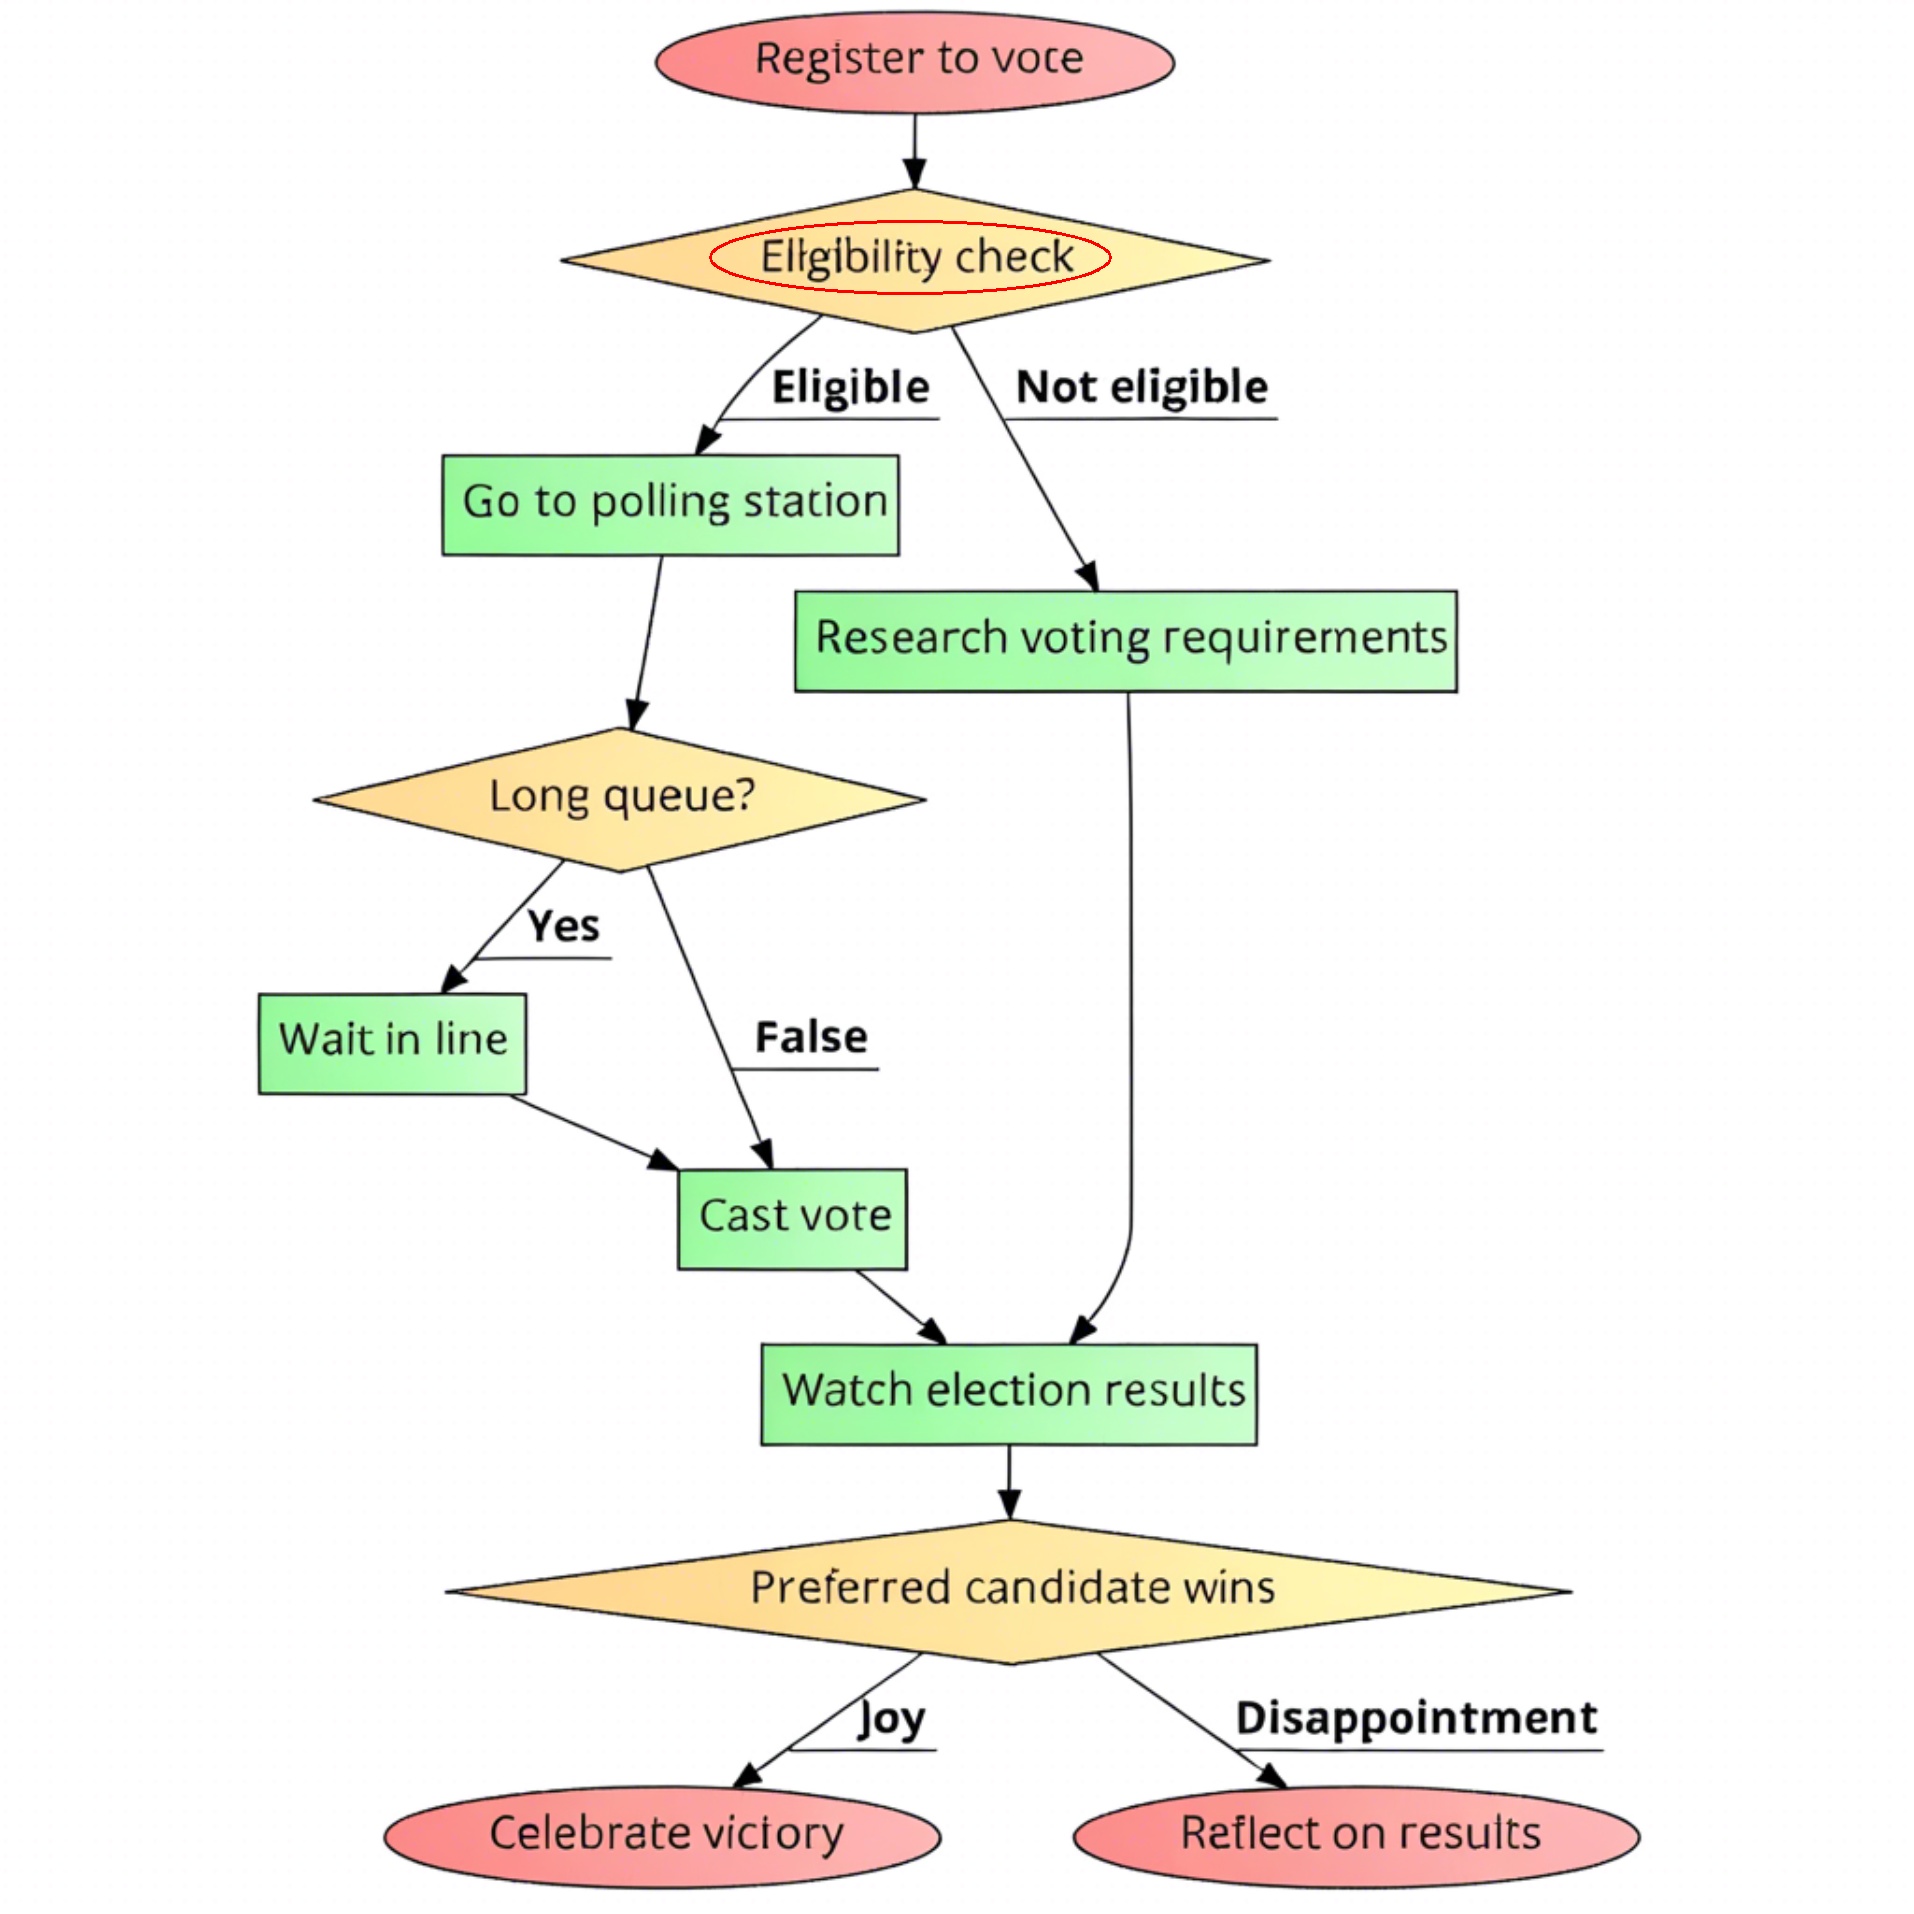 Register to vote
Eligibility check
Eligible
Not eligible
Go to polling station
Research voting requirements
Long queue?
Yes
Wait in line
False
Cast vote
Watch election results
Preferred candidate wins
Joy
Disappointment
Celebrate victory
Reflect on results